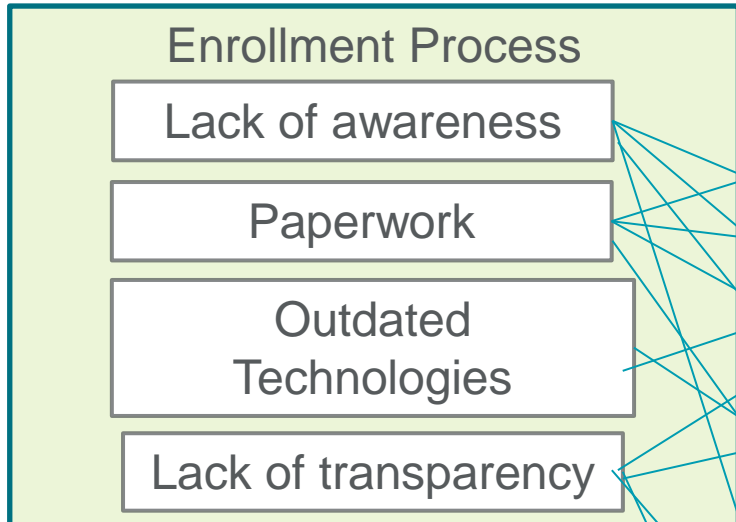 Enrollment Process
Lack of awareness
Paperwork
Outdated
Technologies
Lack of transparency